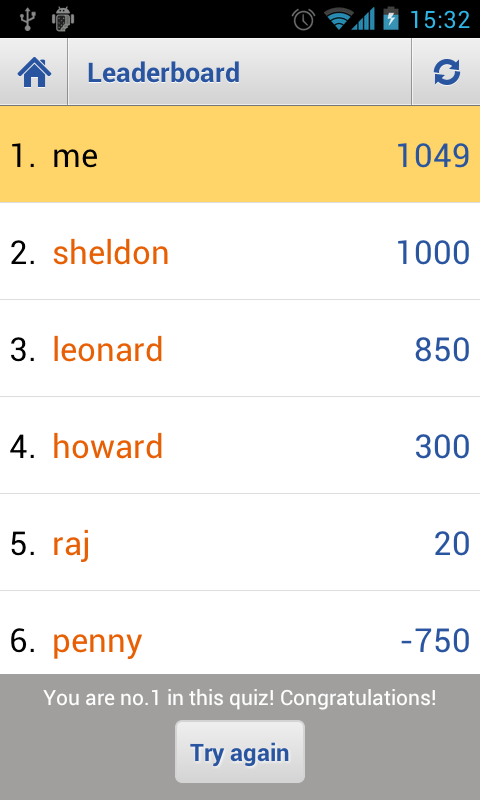 15:32
Leaderboard
1. me 1049
2. sheldon 1000
3. leonard 850
4. howard 300
5. raj 20
6. penny -750
You are no.1 in this quiz! Congratulations!
Try again